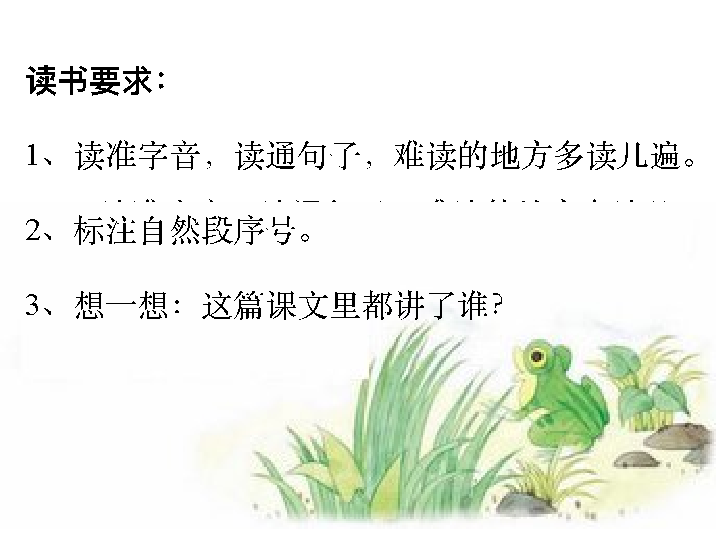 读书要求：
1、读准字音，读通句子，难读的地方多读几遍。
2、标注自然段序号。
3、想一想：这篇课文里都讲了谁？